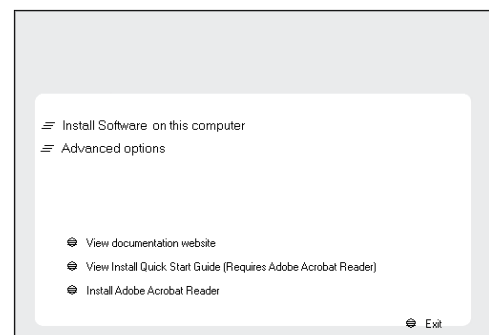 Install Software on this computer
Advanced options
View documentation website
View Install Quick Start Guide (Requires Adobe Acrobat Reader)
Install Adobe Acrobat Reader
Exit